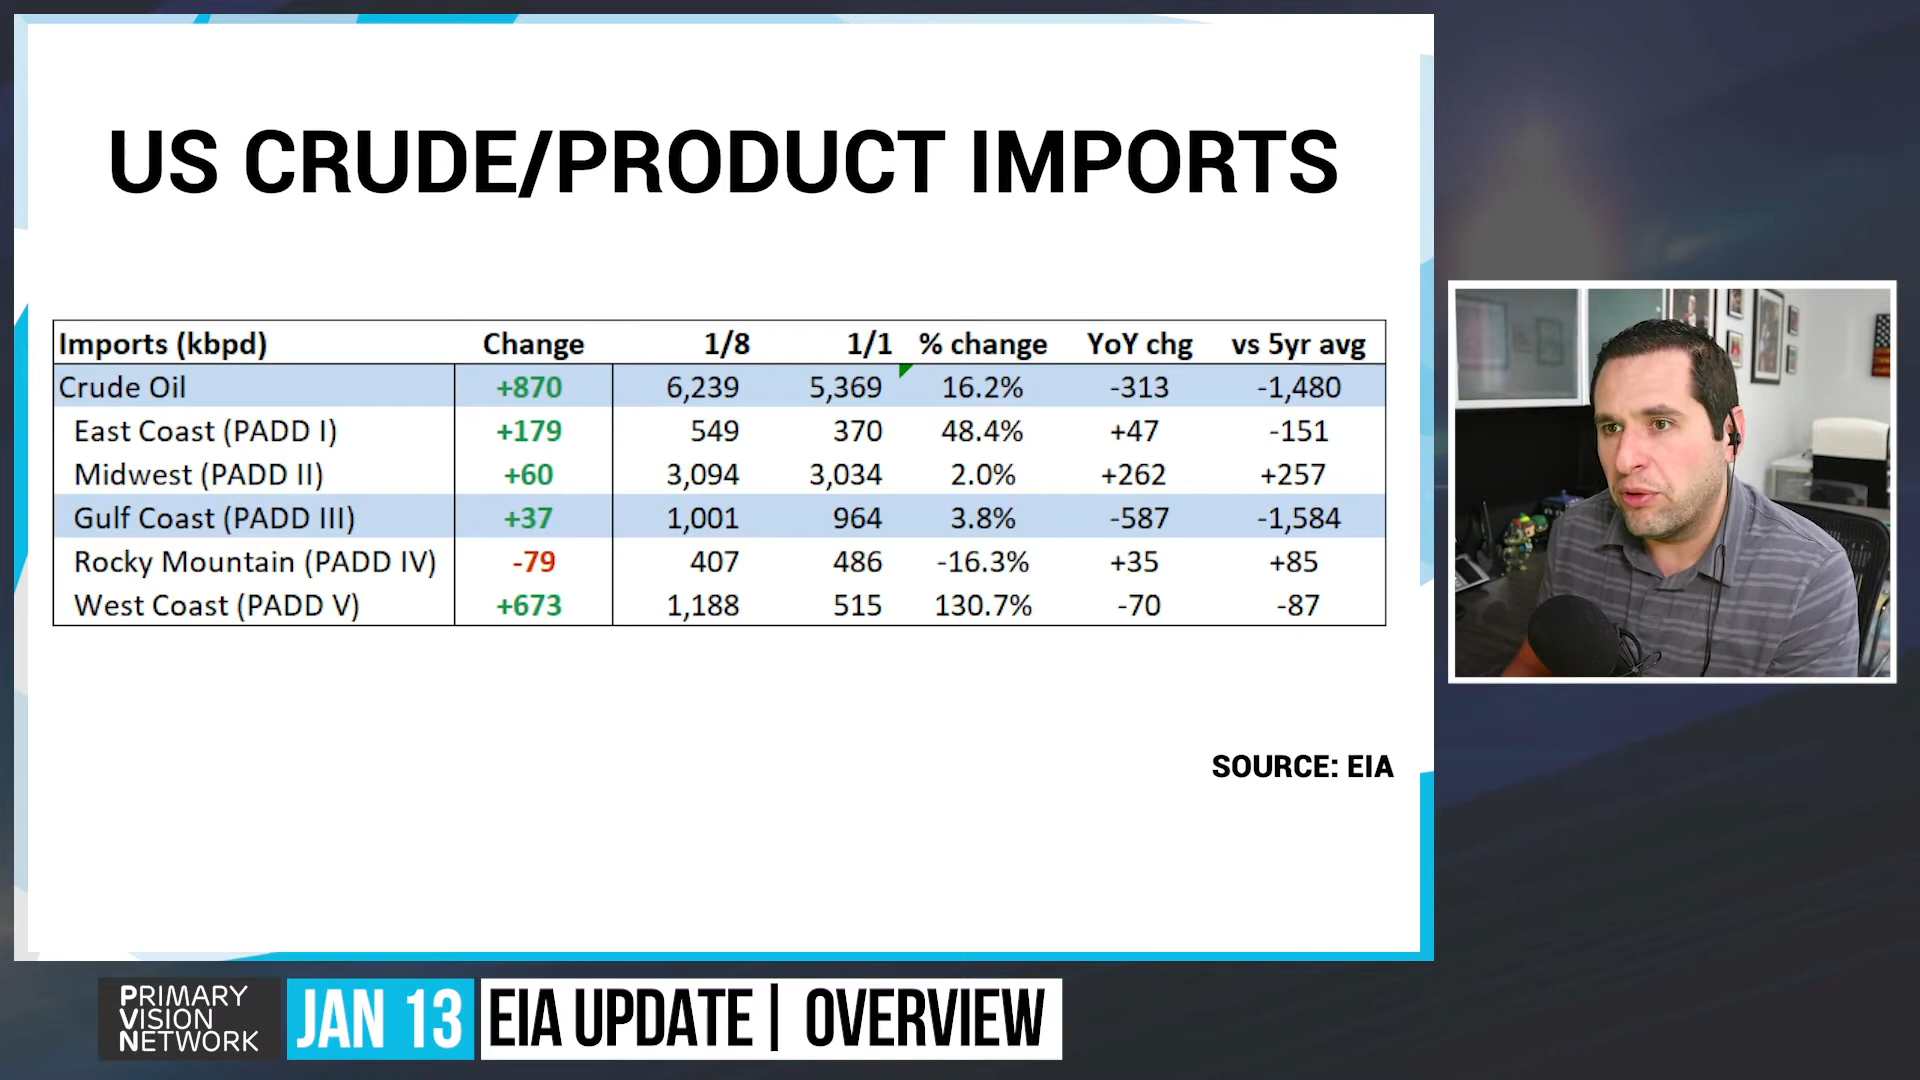 US CRUDE/PRODUCT IMPORTS
Imports (kbpd) Change 1/8 1/1 % change YoY chg vs 5yr avg
Crude Oil +870 6,239 5,369 16.2% -313 -1,480
East Coast (PADD I) +179 549 370 48.4% +47 -151
Midwest (PADD II) +60 3,094 3,034 2.0% +262 +257
Gulf Coast (PADD III) +37 1,001 964 3.8% -587 -1,584
Rocky Mountain (PADD IV) -79 407 486 -16.3% +35 +85
West Coast (PADD V) +673 1,188 515 130.7% -70 -87
SOURCE: EIA
PRIMARY
VISION
NETWORK
JAN 13
EIA UPDATE | OVERVIEW